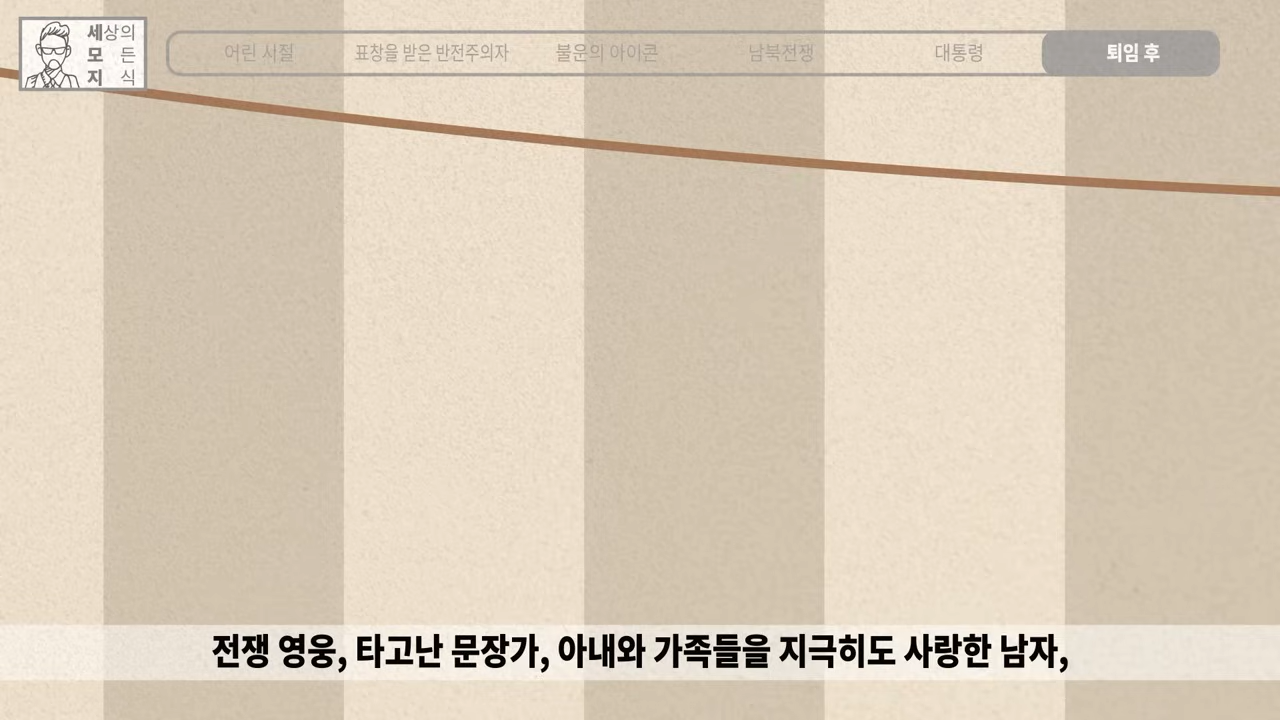 세상의
모든
지식
어린 시절
표창을 받은 반전주의자
불운의 아이콘
남북전쟁
대통령
퇴임 후
전쟁 영웅, 타고난 문장가, 아내와 가족들을 지극히도 사랑한 남자,